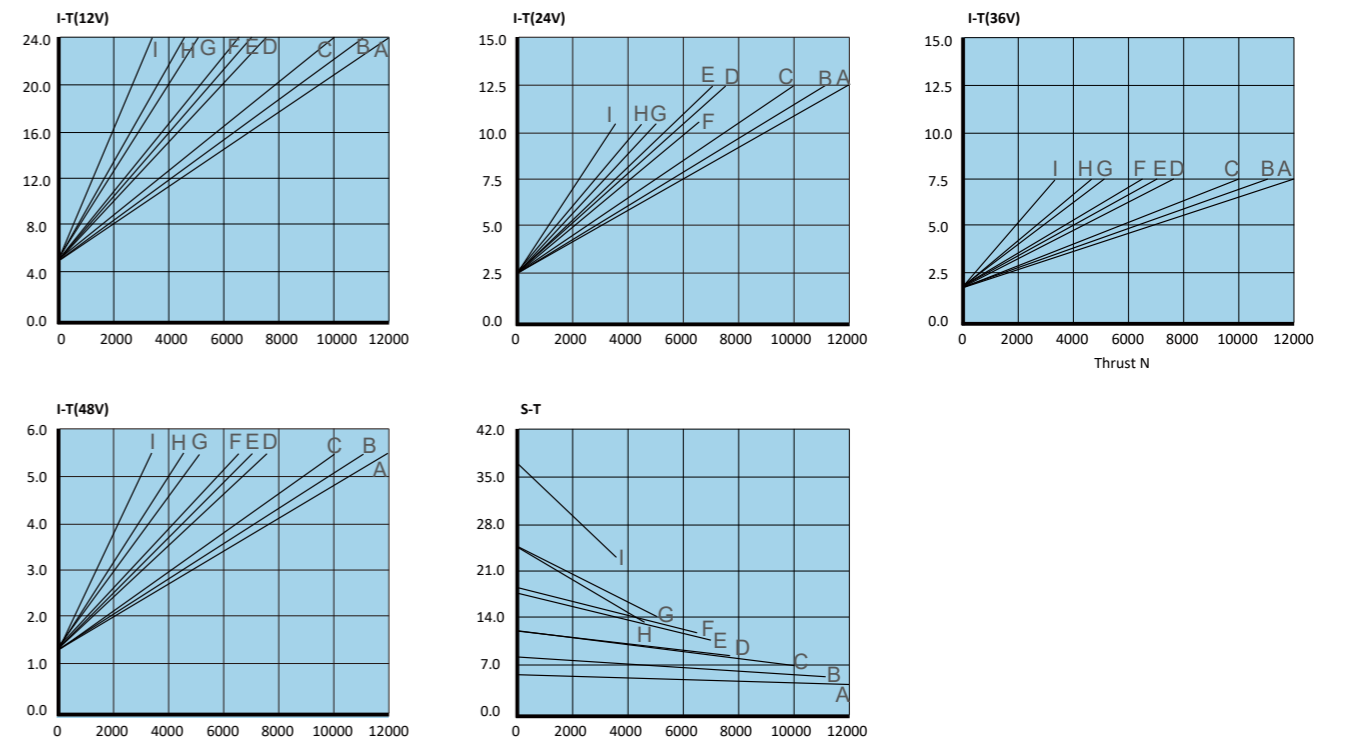 I-T(12V)
24.0
20.0
16.0
12.0
8.0
4.0
0.0
I H G F E D C B A
0 2000 4000 6000 8000 10000 12000
I-T(24V)
15.0
12.5
10.0
7.5
5.0
2.5
0.0
E D C B A
I H G F
0 2000 4000 6000 8000 10000 12000
I-T(36V)
15.0
12.5
10.0
7.5
5.0
2.5
0.0
I H G F E D C B A
0 2000 4000 6000 8000 10000 12000
Thrust N
I-T(48V)
6.0
5.0
4.0
3.0
2.0
1.0
0.0
I H G F E D C B
A
0 2000 4000 6000 8000 10000 12000
S-T
42.0
35.0
28.0
21.0
14.0
7.0
0.0
I
G
H F
E
D
C
B
A
0 2000 4000 6000 8000 10000 12000